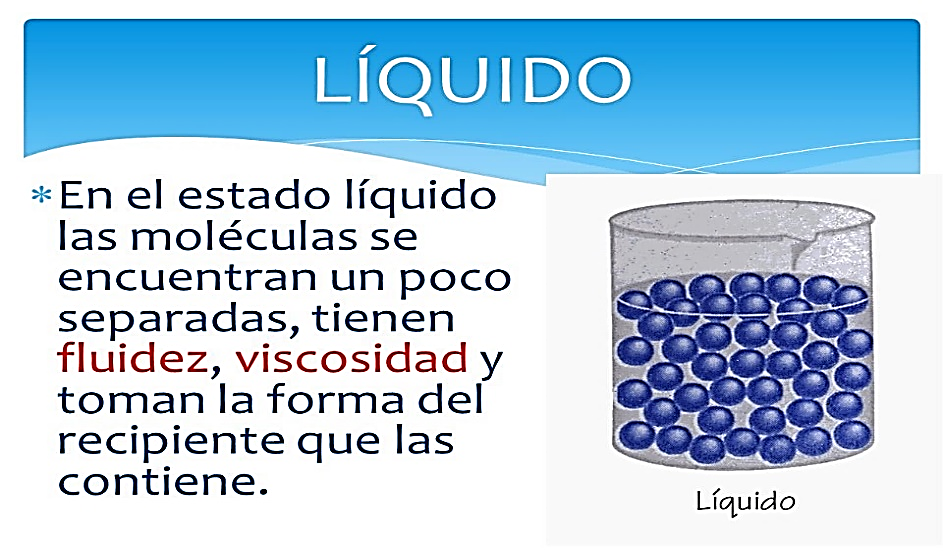 LÍQUIDO
*En el estado líquido
las moléculas se
encuentran un poco
separadas, tienen
fluidez, viscosidad y
toman la forma del
recipiente que las
contiene.
Líquido